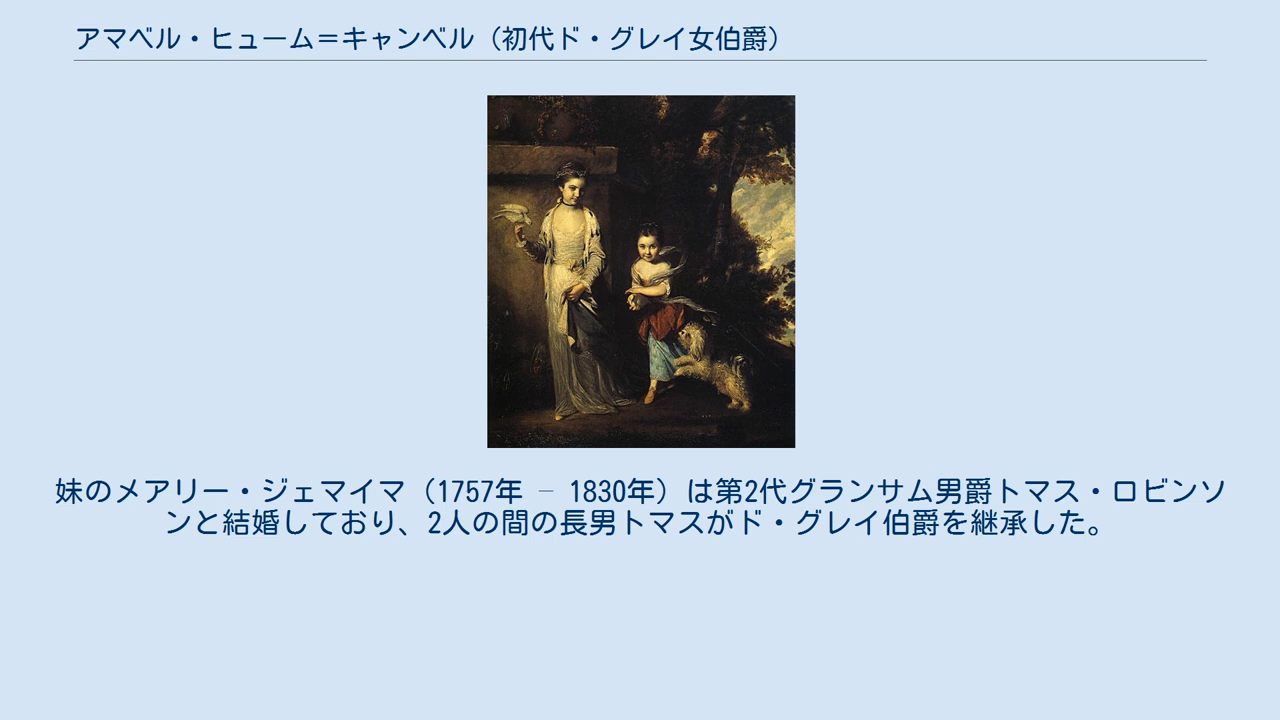 アマベル・ヒューム＝キャンベル（初代ド・グレイ女伯爵）
妹のメアリー・ジェマイマ（1757年 – 1830年）は第2代グランサム男爵トマス・ロビンソ
ンと結婚しており、2人の間の長男トマスがド・グレイ伯爵を継承した。